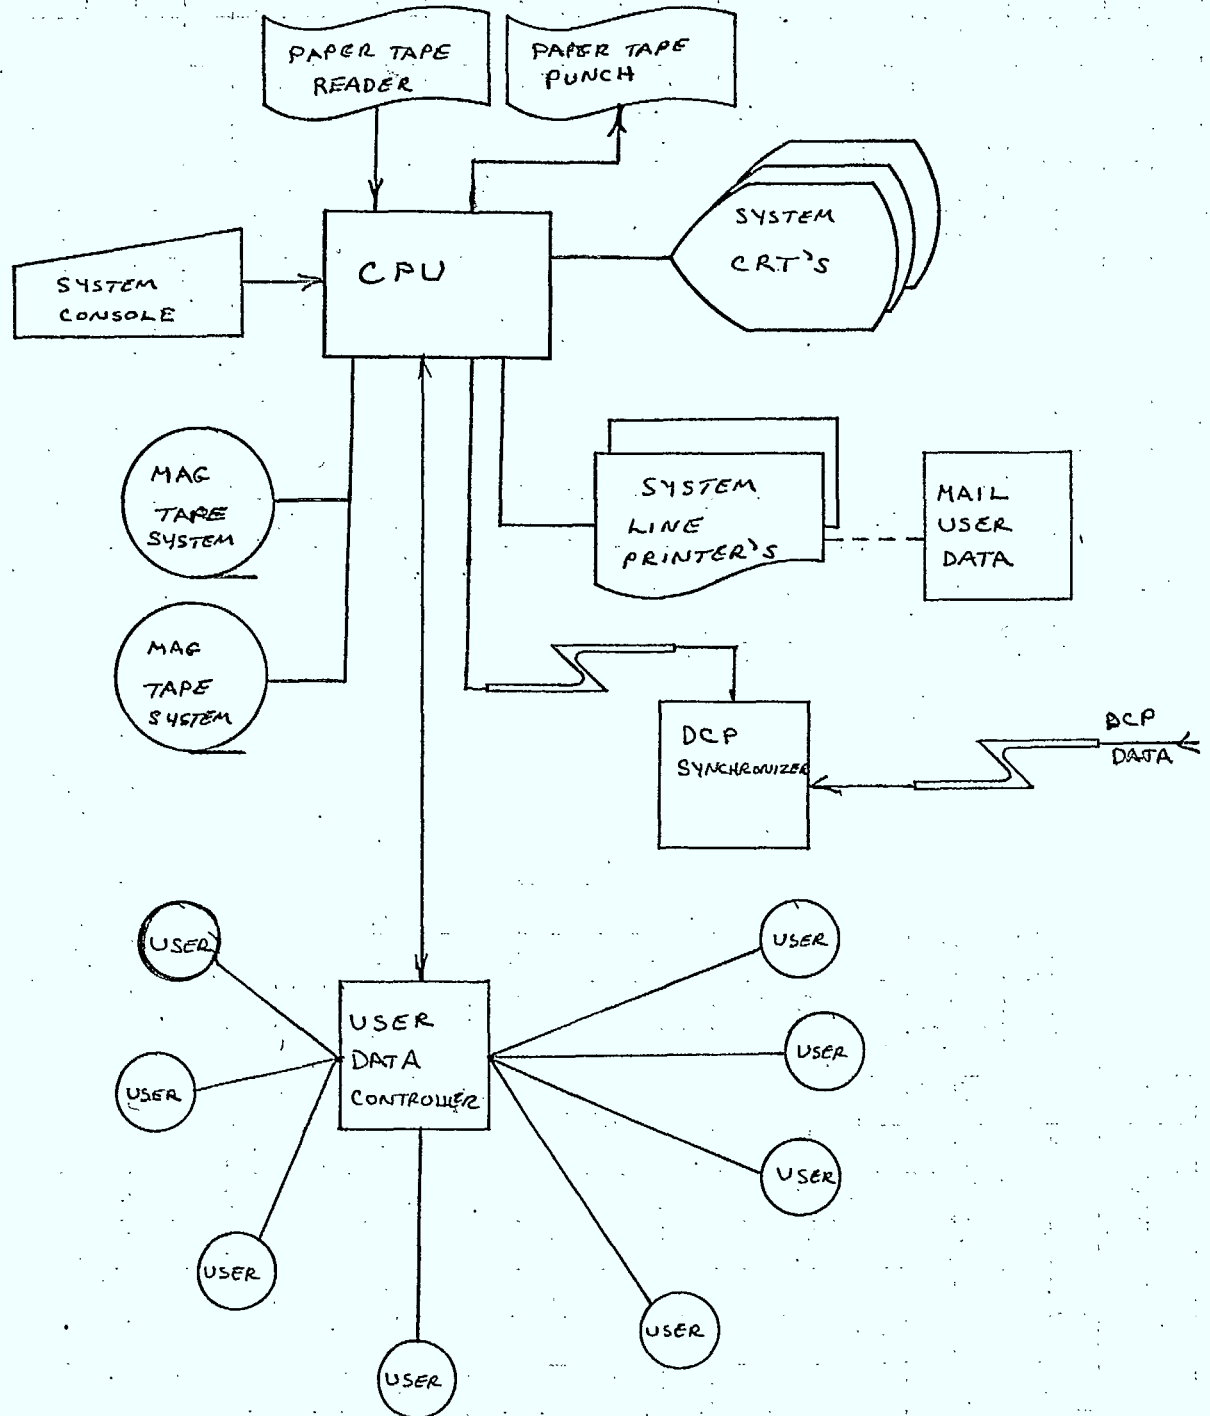 PAPER TAPE
READER
PAPER TAPE
PUNCH
SYSTEM
CRT'S
CPU
SYSTEM
CONSOLE
MAG
TAPE
SYSTEM
SYSTEM
LINE
PRINTER'S
MAIL
USER
DATA
MAG
TAPE
SYSTEM
DCP
SYNCHRONIZER
DCP
DATA
USER
USER
USER
DATA
CONTROLLER
USER
USER
USER
USER
USER
USER